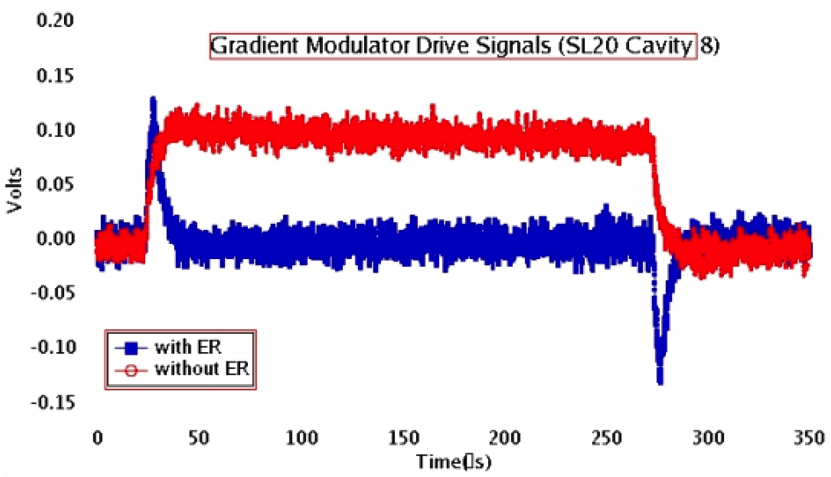 0.20
Gradient Modulator Drive Signals (SL20 Cavity 8)
0.15
0.10
Volts
0.05
0.00
-0.05
-0.10
with ER
without ER
-0.15
0 50 100 150 200 250 300 350
Time(▯s)